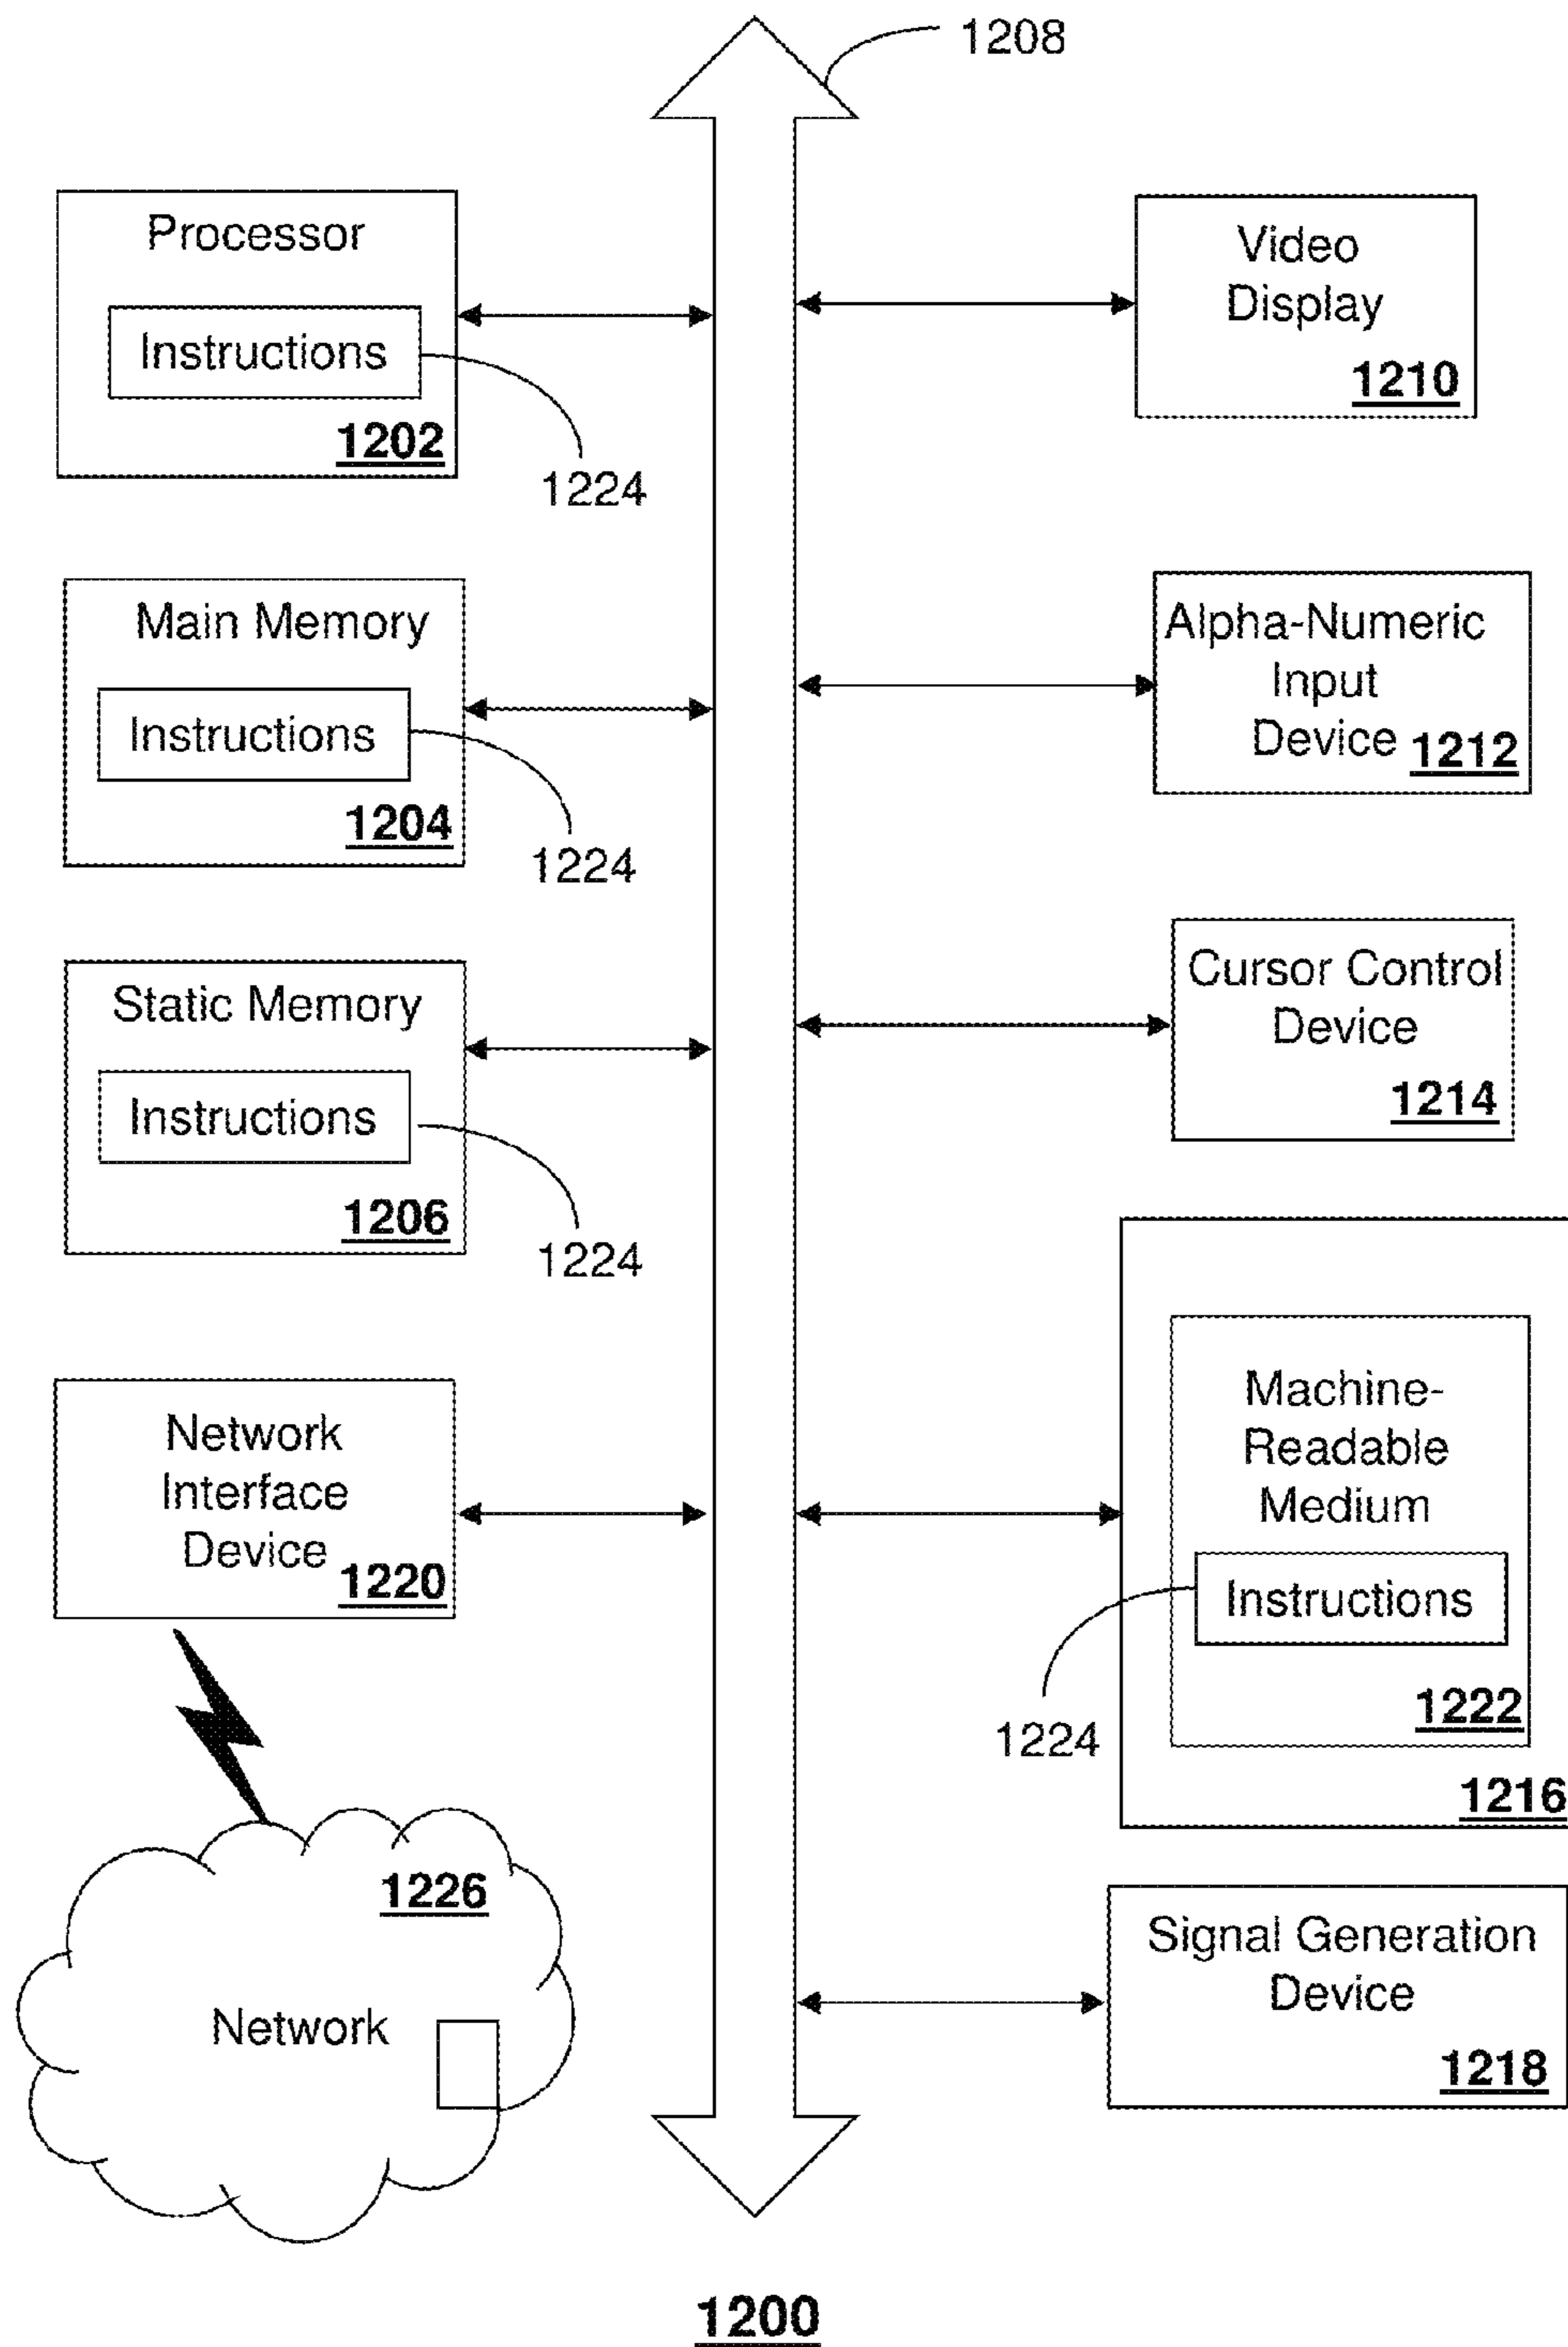 1208
Processor
Instructions
1202
1224
Main Memory
Instructions
1204
1224
Static Memory
Instructions
1206
1224
Network
Interface
Device
1220
1226
Network
Video
Display
1210
Alpha-Numeric
Input
Device 1212
Cursor Control
Device
1214
Machine-
Readable
Medium
Instructions
1222
1224
1216
Signal Generation
Device
1218
1200